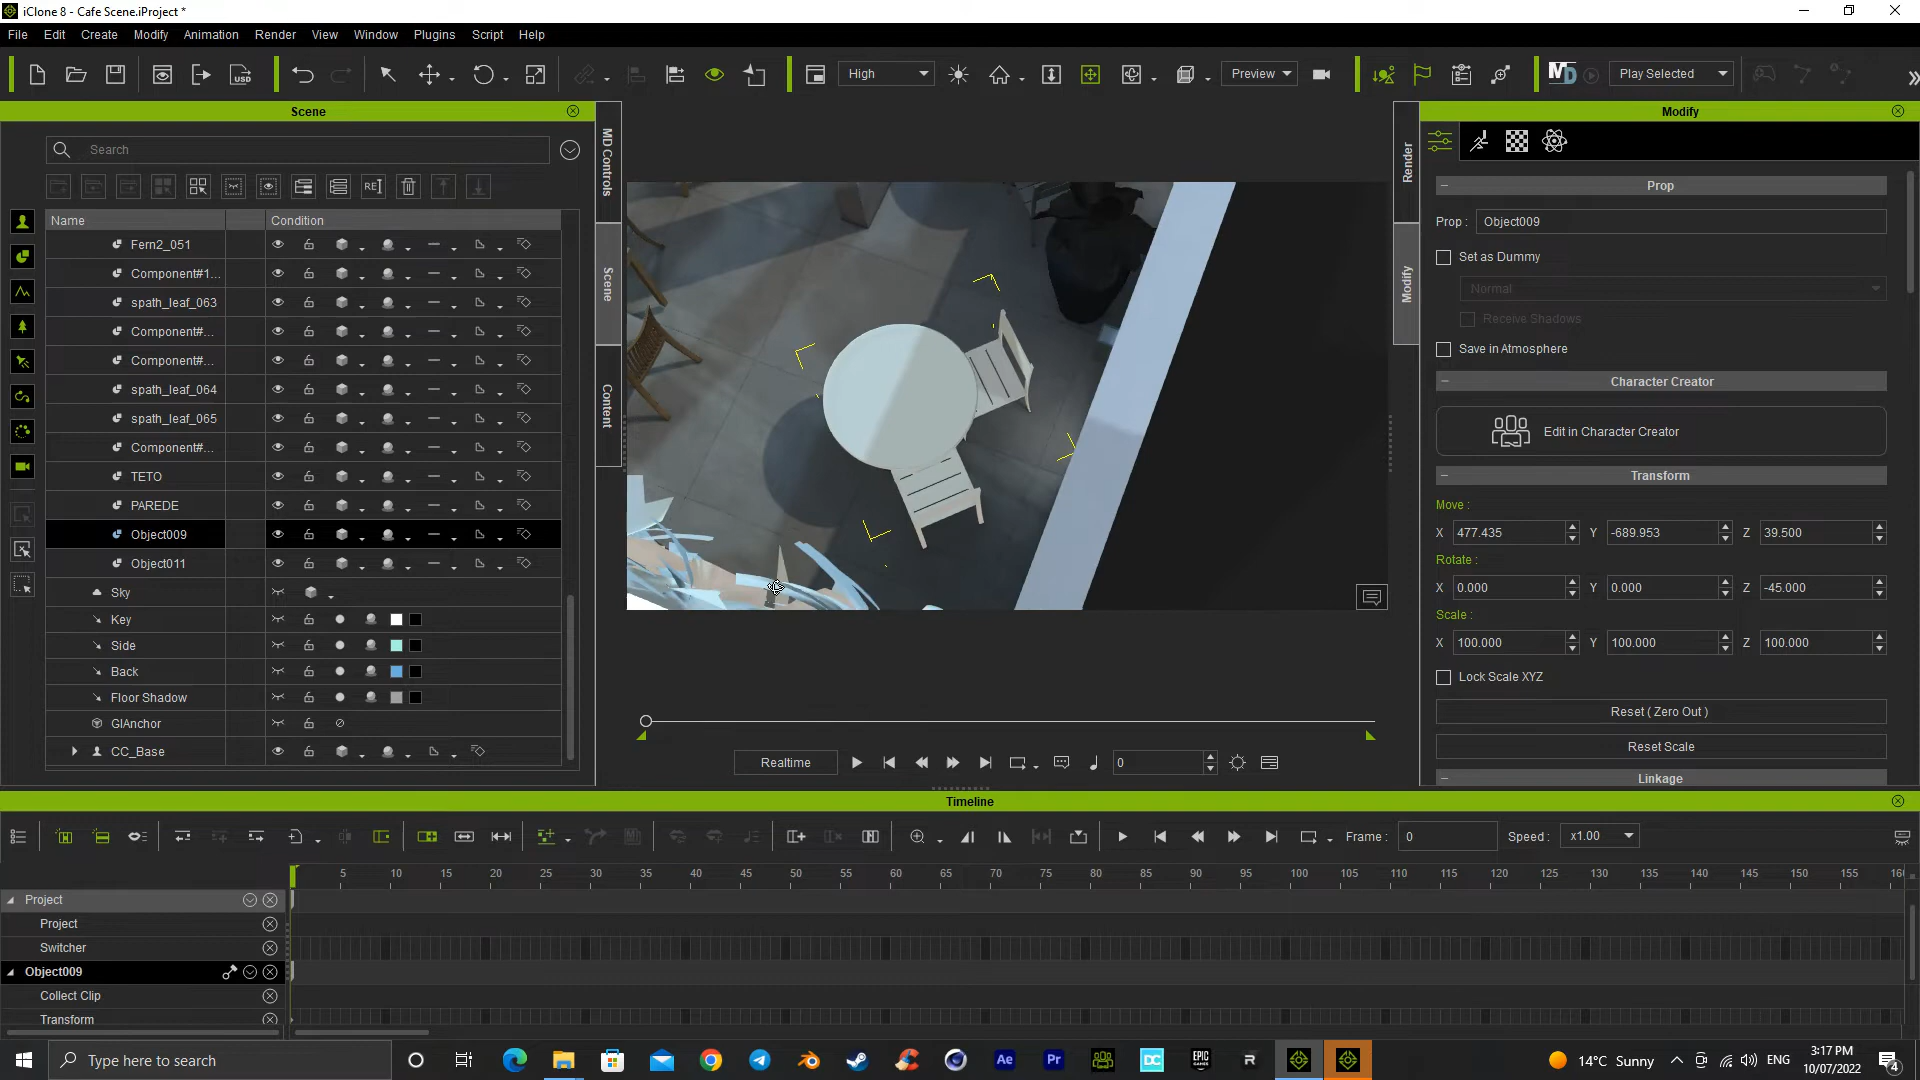 iClone 8 - Cafe Scene.iProject *
File Edit Create Modify Animation Render View Window Plugins Script Help
High Preview Play Selected
Scene
Search
Name Condition
Fern2_051
Component#1...
spath_leaf_063
Component#...
Component#...
spath_leaf_064
spath_leaf_065
Component#...
TETO
PAREDE
Object009
Object011
Sky
Key
Side
Back
Floor Shadow
GIAnchor
CC_Base
MD Controls
Scene
Content
Render
Modify
Modify
Prop
Prop : Object009
Set as Dummy
Normal
Receive Shadows
Save in Atmosphere
Character Creator
Edit in Character Creator
Transform
Move :
X 477.435 Y -689.953 Z 39.500
Rotate :
X 0.000 Y 0.000 Z -45.000
Scale :
X 100.000 Y 100.000 Z 100.000
Lock Scale XYZ
Reset ( Zero Out )
Reset Scale
Linkage
Realtime 0
Timeline
Frame : 0 Speed : x1.00
5 10 15 20 25 30 35 40 45 50 55 60 65 70 75 80 85 90 95 100 105 110 115 120 125 130 135 140 145 150 155 160
Project
Project
Switcher
Object009
Collect Clip
Transform
Type here to search
14°C Sunny
ENG
3:17 PM
10/07/2022
4